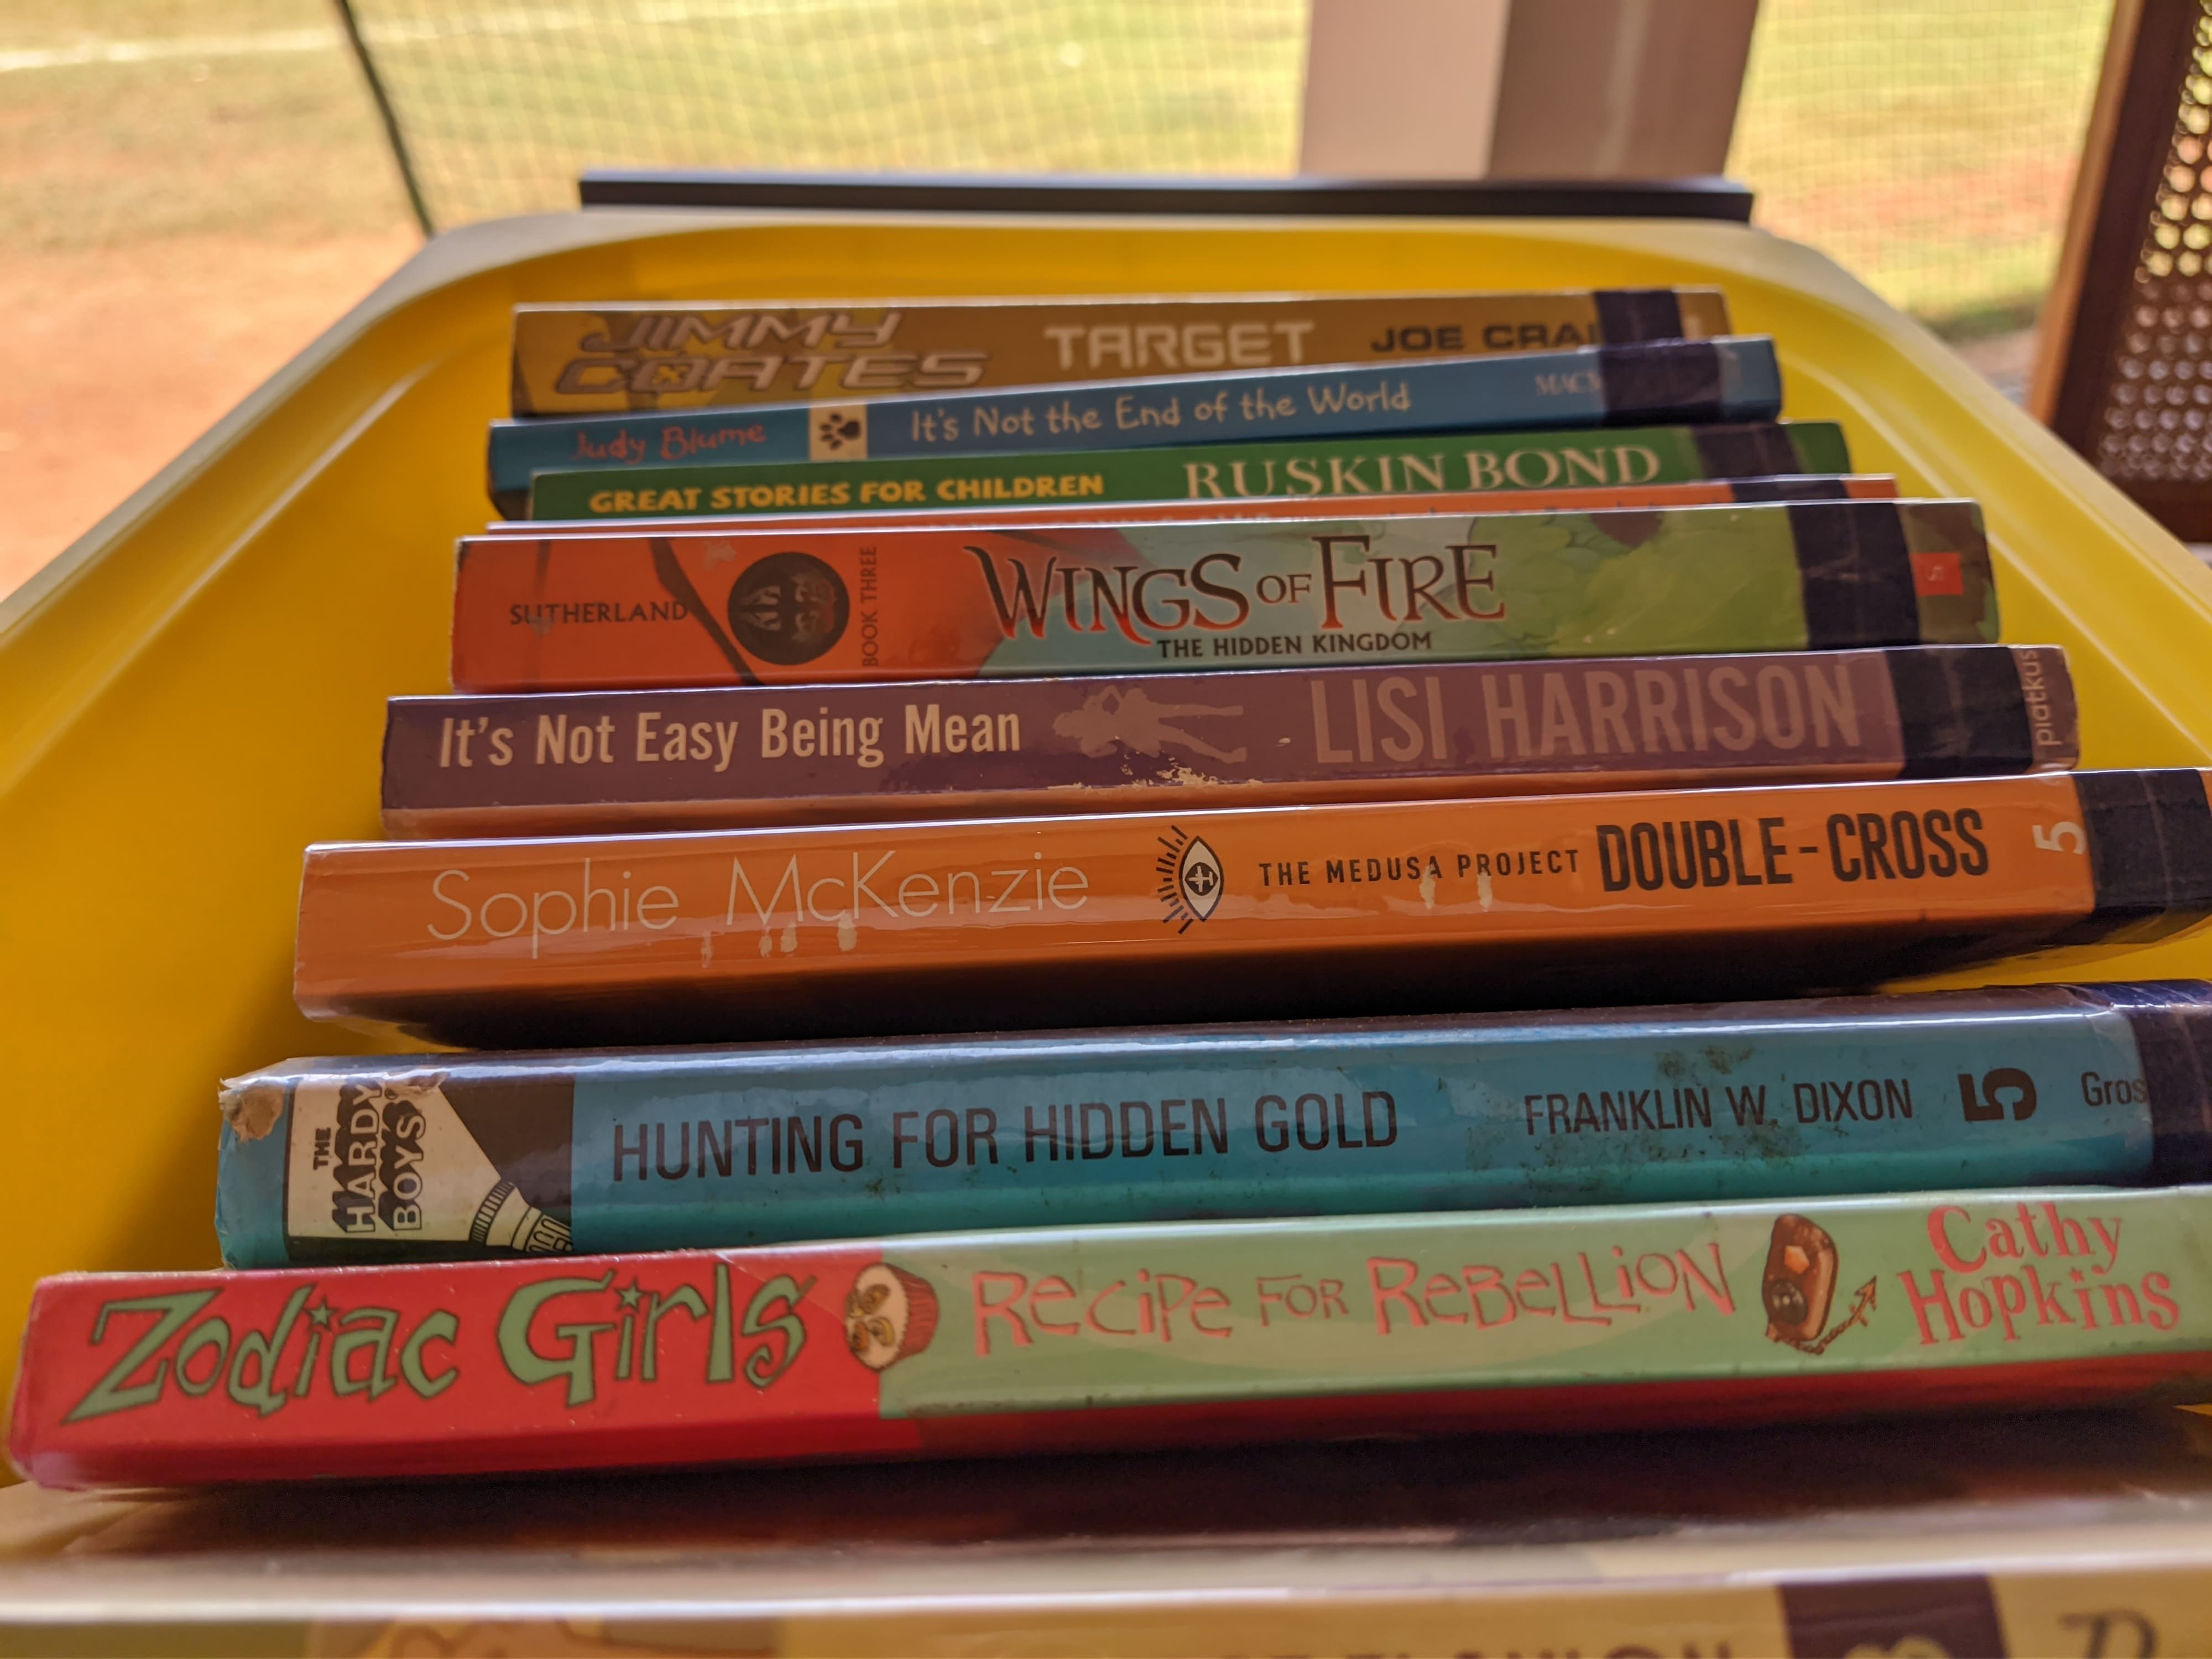 JIMMY COATES TARGET JOE CRAI
Judy Blume It's Not the End of the World MACM
GREAT STORIES FOR CHILDREN RUSKIN BOND
SUTHERLAND BOOK THREE WINGS OF FIRE
THE HIDDEN KINGDOM
It's Not Easy Being Mean LISI HARRISON piatkus
Sophie McKenzie THE MEDUSA PROJECT DOUBLE-CROSS 5
THE HARDY BOYS HUNTING FOR HIDDEN GOLD FRANKLIN W. DIXON 5 Gros
Zodiac Girls RECIPE FOR REBELLION Cathy Hopkins